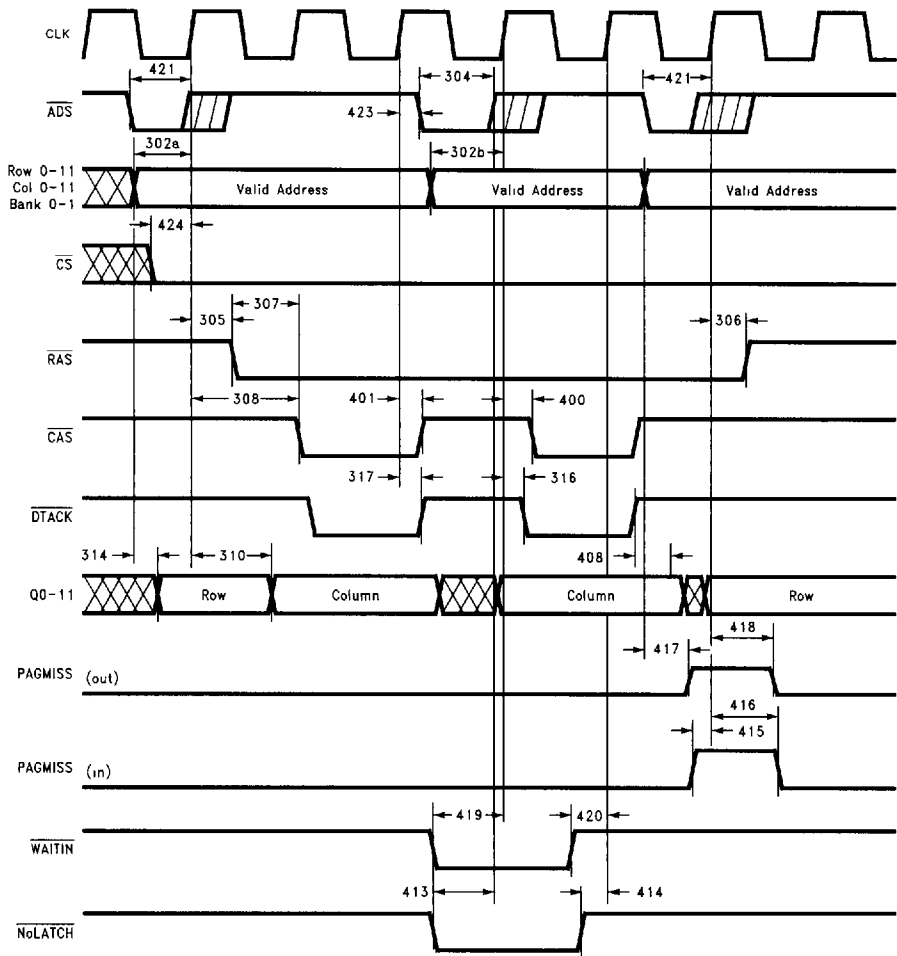 CLK
421 304 421
ADS
423
302a 302b
Row 0-11
Col 0-11
Bank 0-1
Valid Address Valid Address Valid Address
424
CS
307
305 306
RAS
308 401 400
CAS
317 316
DTACK
314 310 408
Q0-11 Row Column Column Row
418
417
PAGMISS (out)
416
415
PAGMISS (in)
419 420
WAITIN
413 414
NoLATCH